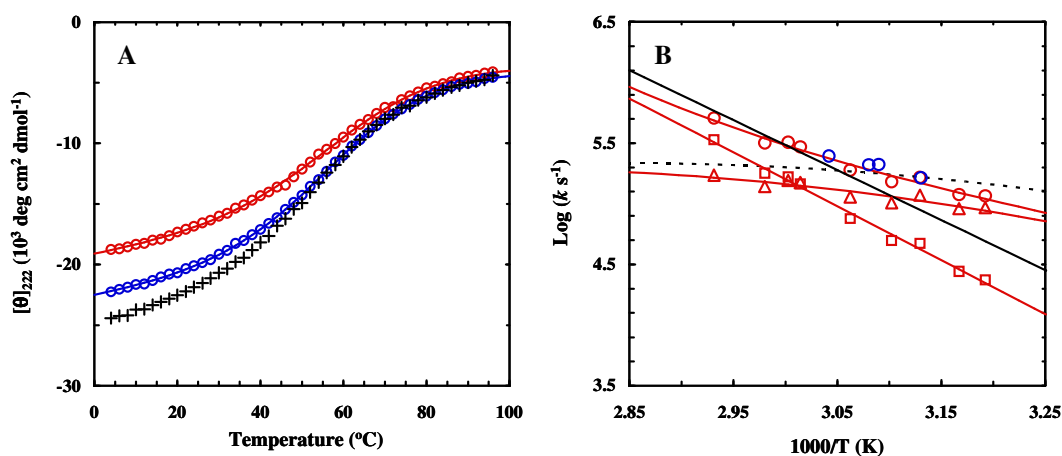 A
[θ]222 (10³ deg cm² dmol⁻¹)
0
-10
-20
-30
0 20 40 60 80 100
Temperature (°C)
B
Log (k s⁻¹)
6.5
5.5
4.5
3.5
2.85 2.95 3.05 3.15 3.25
1000/T (K)